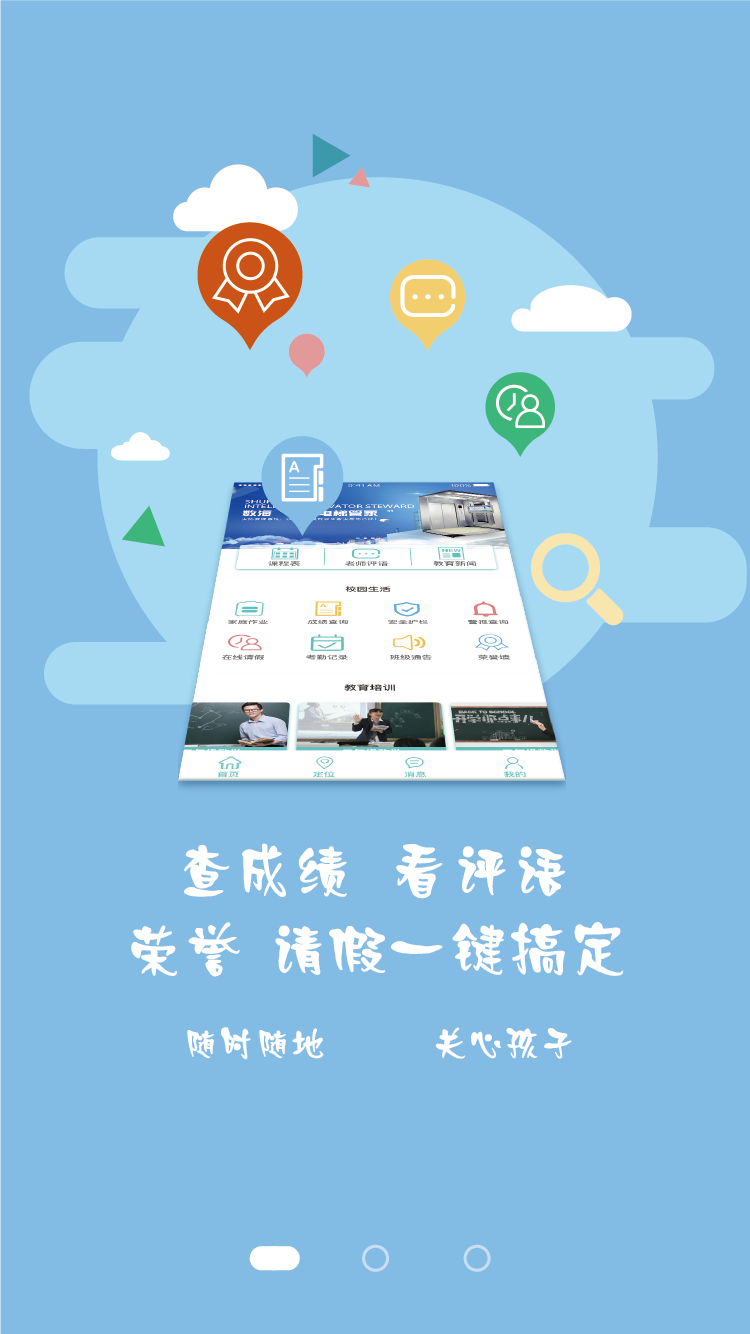 A
9:41 AM
100%
INTELL
VATOR STEWARD
数海
电梯管家
课程表
老师评语
NEW
教育新闻
校园生活
家庭作业
成绩查询
安全护栏
警报查询
在线请假
考勤记录
班级通告
荣誉墙
教育培训
BACK TO SCHOOL
开学那点事儿
首页
定位
消息
我的
查成绩 看评语
荣誉 请假一键搞定
随时随地 关心孩子